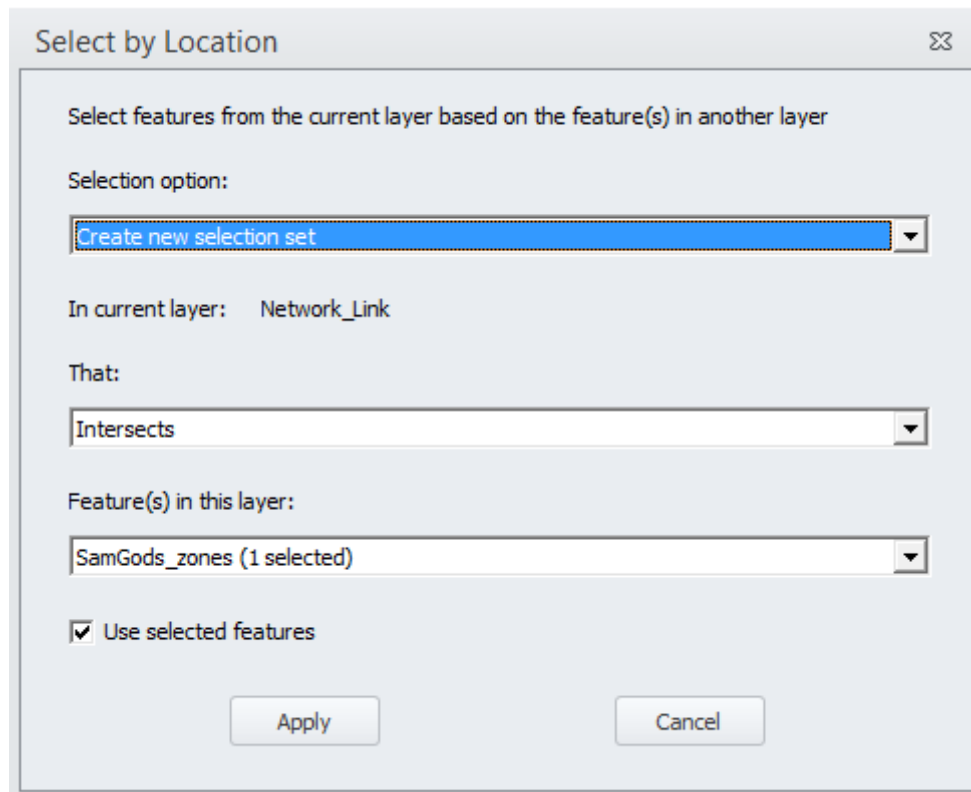 Select by Location
Select features from the current layer based on the feature(s) in another layer
Selection option:
Create new selection set
In current layer: Network_Link
That:
Intersects
Feature(s) in this layer:
SamGods_zones (1 selected)
Use selected features
Apply Cancel